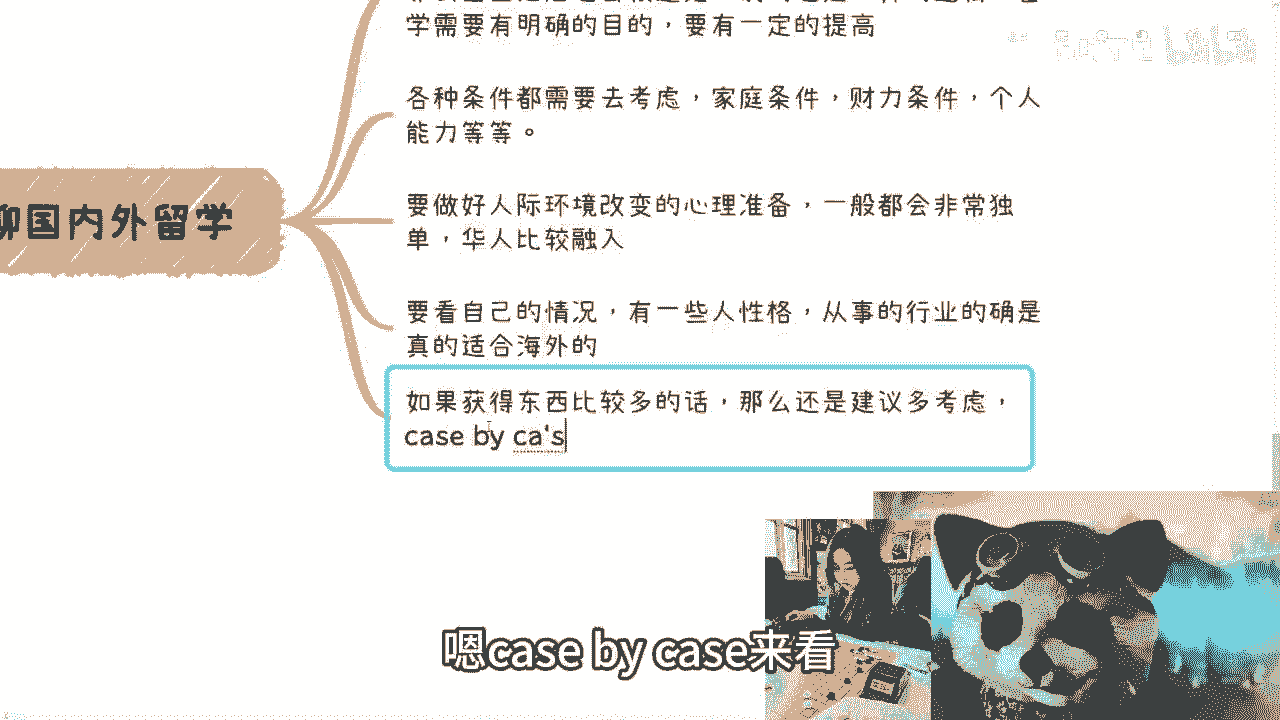 学需要有明确的目的，要有一定的提高
各种条件都需要去考虑，家庭条件，财力条件，个人
能力等等。
要做好人际环境改变的心理准备，一般都会非常独
单，华人比较融入
聊国内外留学
要看自己的情况，有一些人性格，从事的行业的确是
真的适合海外的
如果获得东西比较多的话，那么还是建议多考虑，
case by ca's
嗯case by case来看